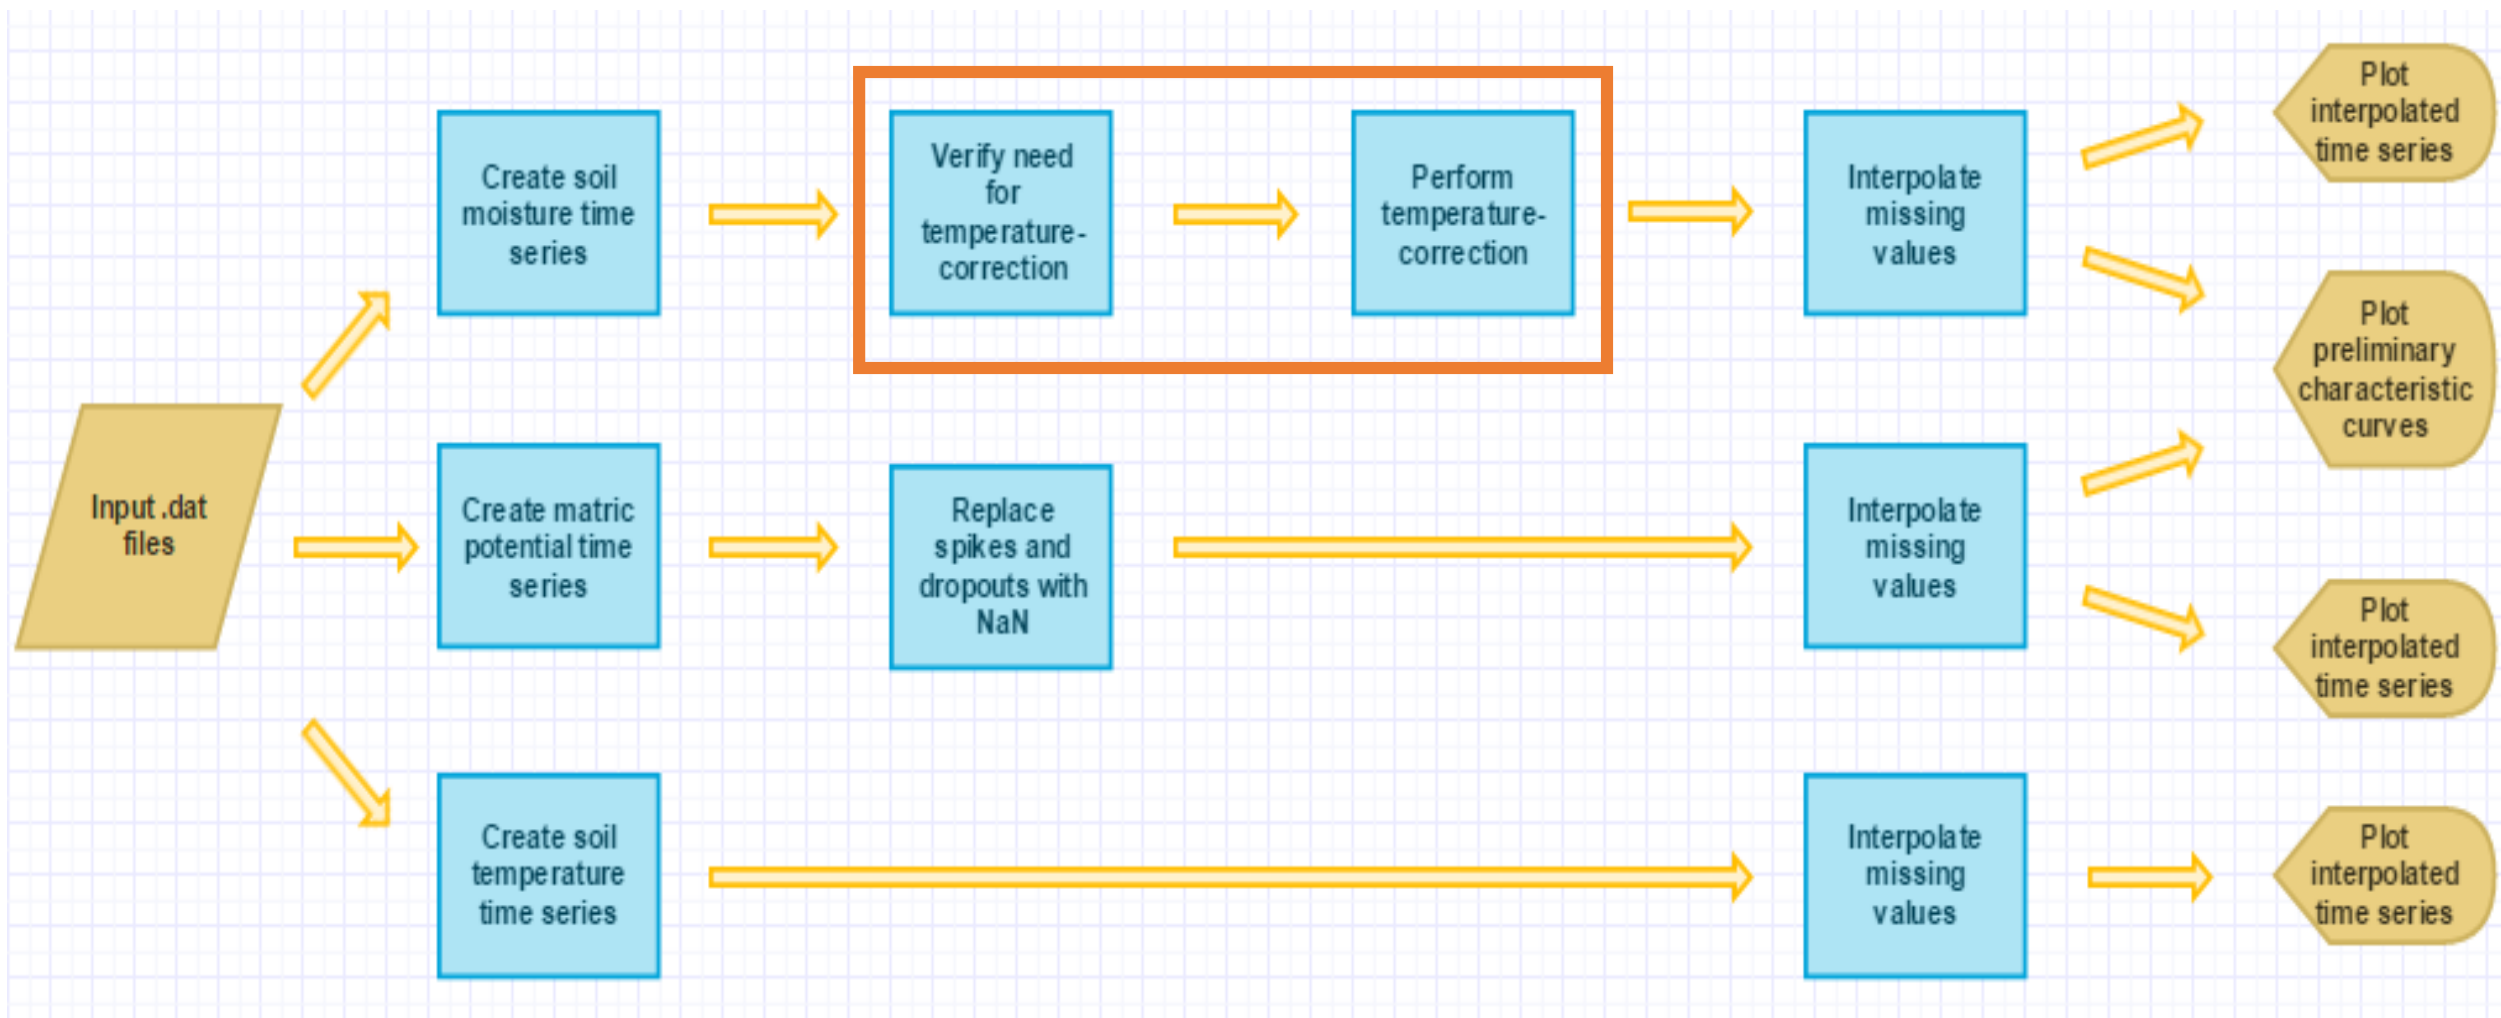 Create soil
moisture time
series
Verify need
for
temperature-
correction
Perform
temperature-
correction
Interpolate
missing
values
Plot
interpolated
time series
Plot
preliminary
characteristic
curves
Input .dat
files
Create matric
potential time
series
Replace
spikes and
dropouts with
NaN
Interpolate
missing
values
Plot
interpolated
time series
Create soil
temperature
time series
Interpolate
missing
values
Plot
interpolated
time series